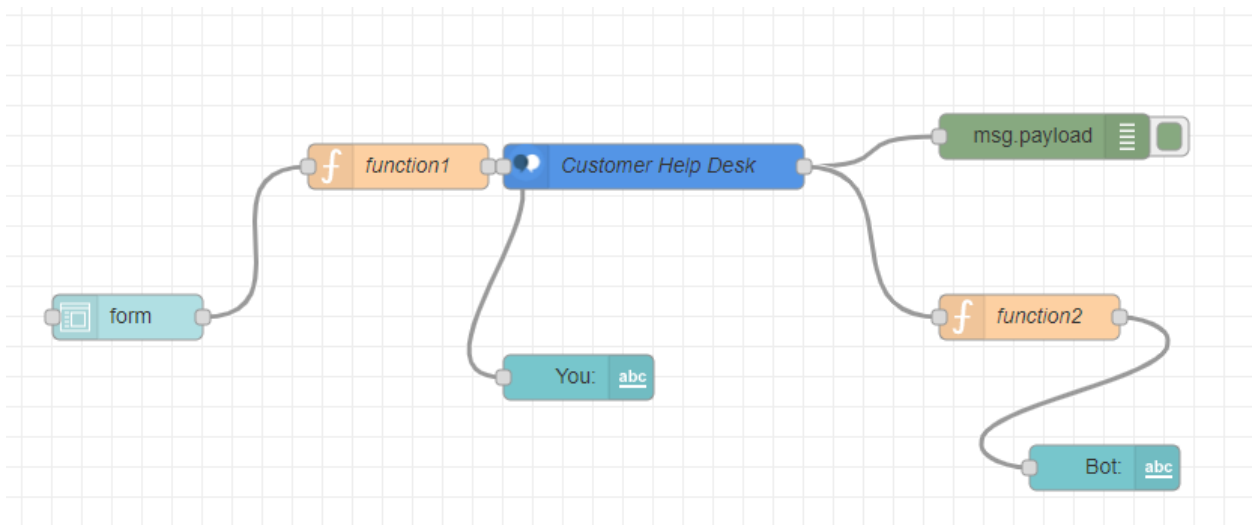 msg.payload
function1
Customer Help Desk
form
function2
You: abc
Bot: abc